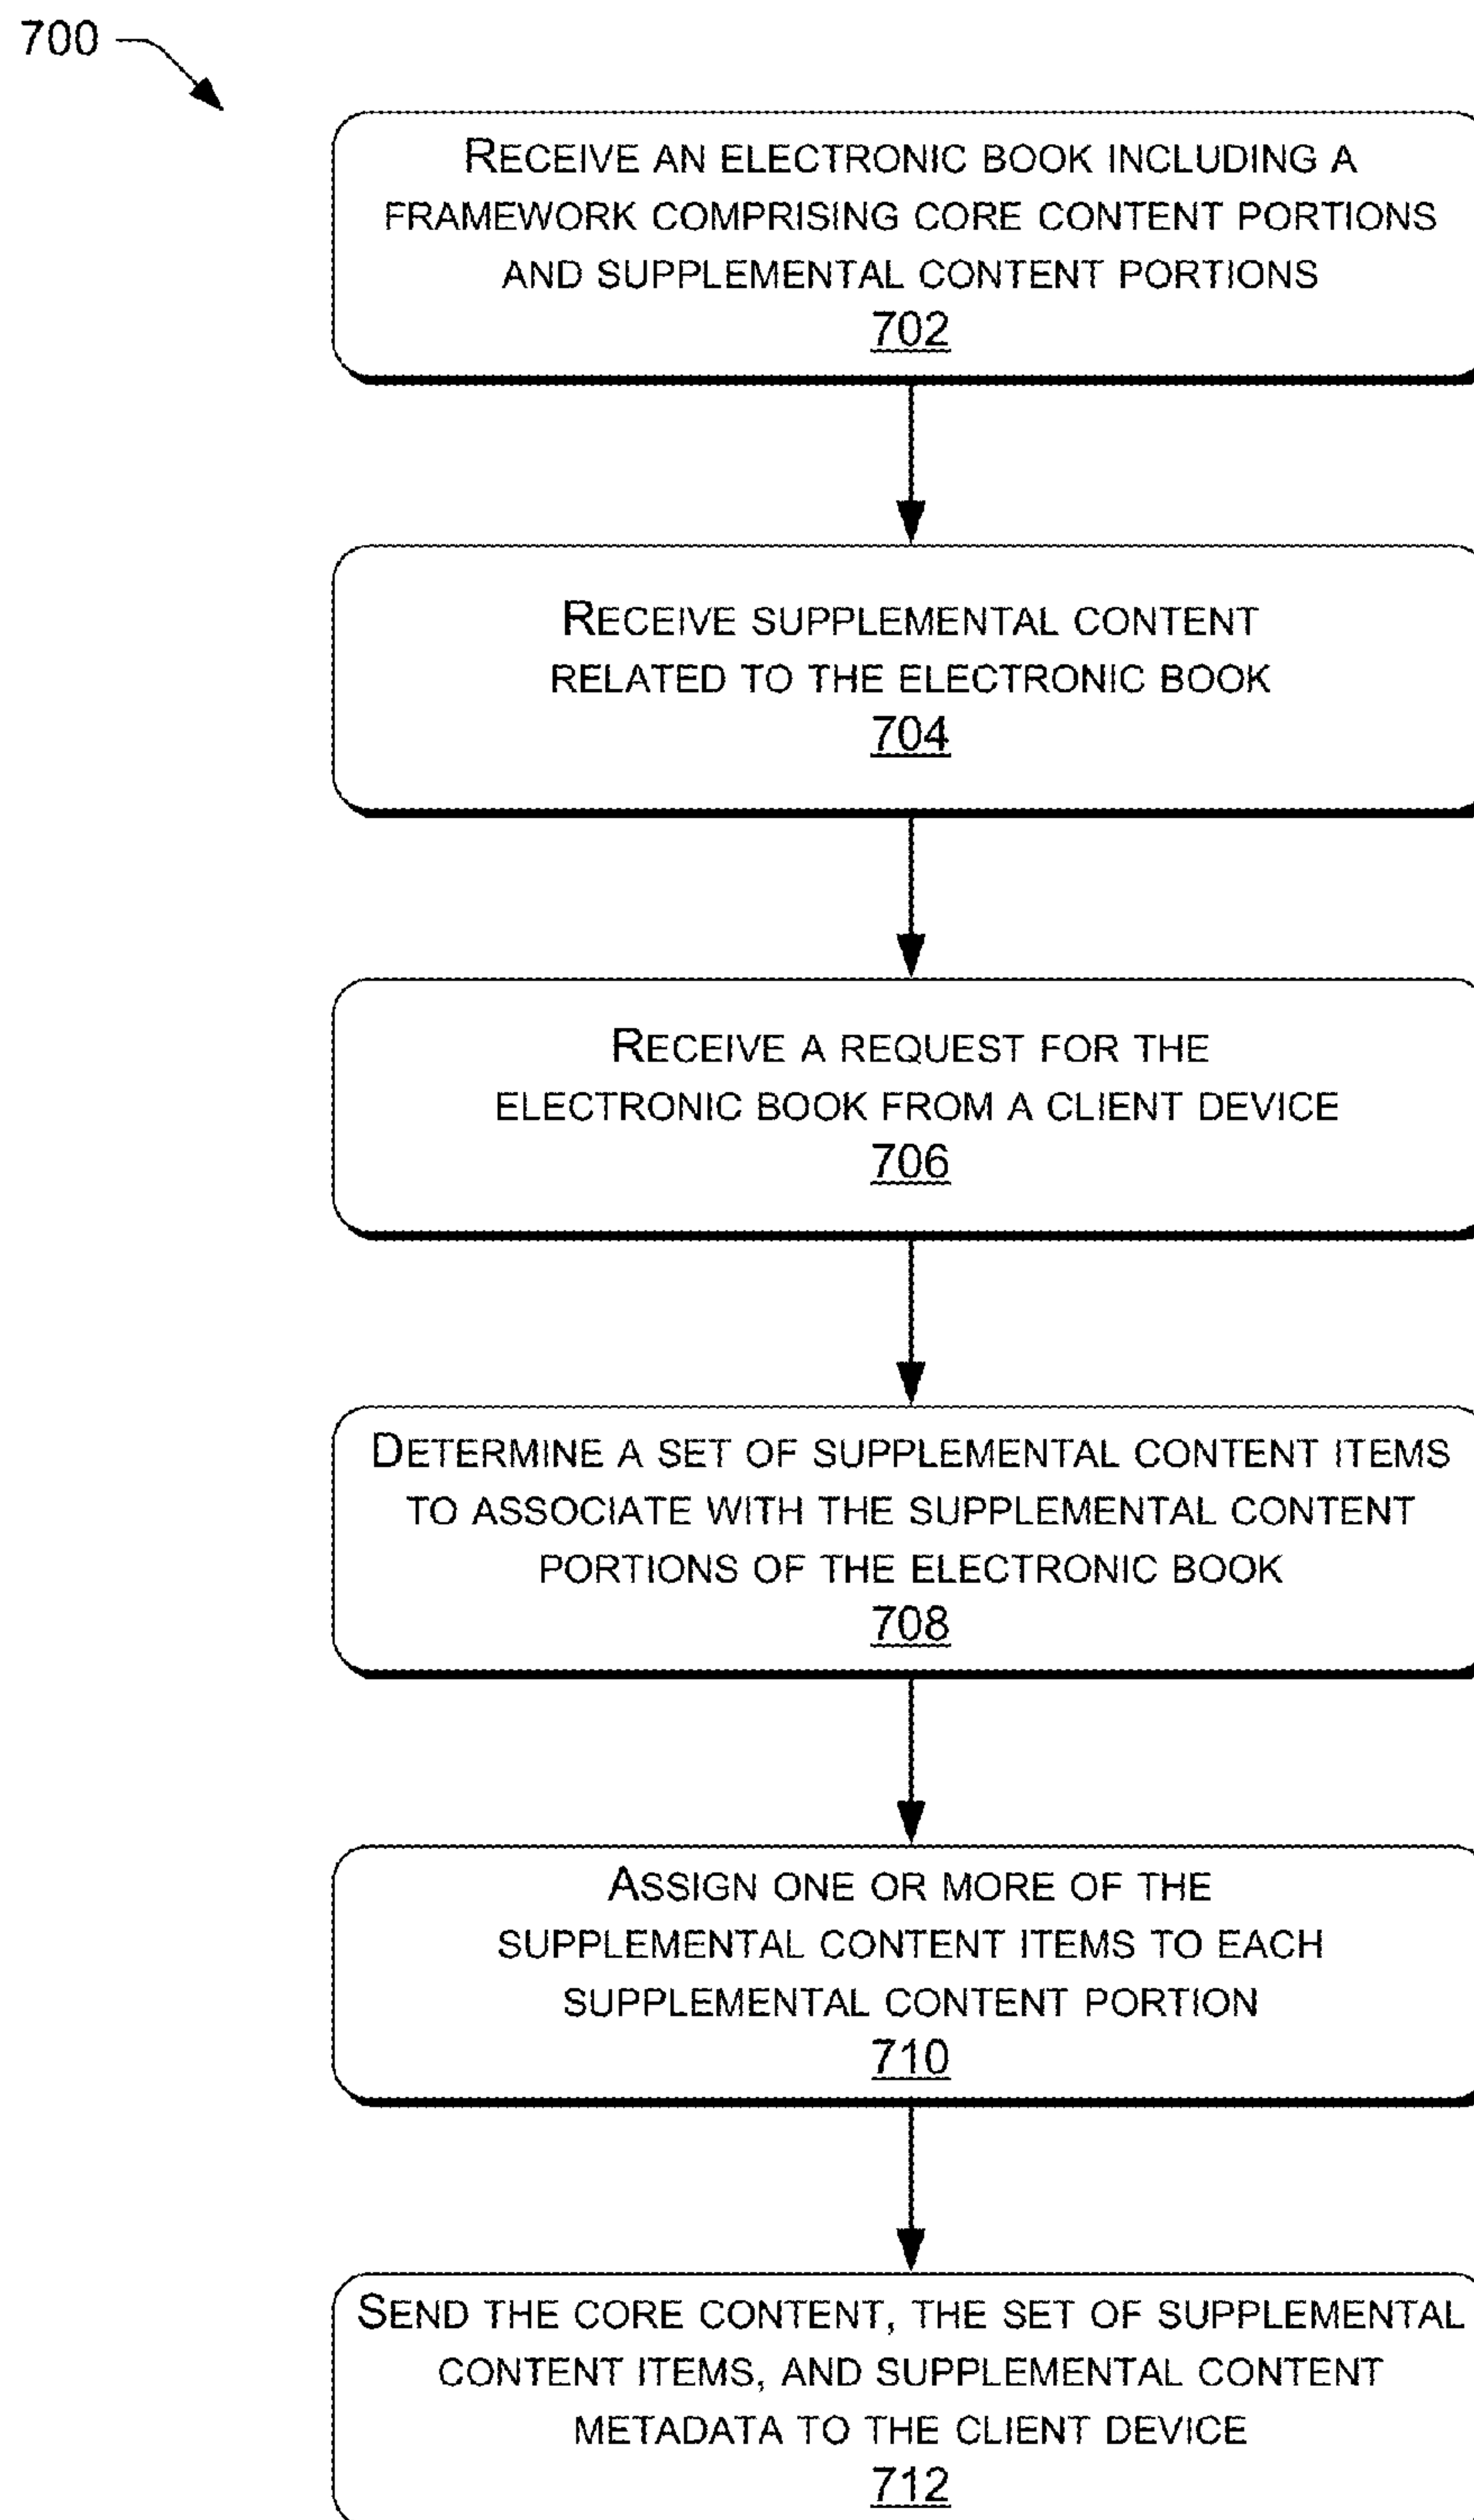 700
RECEIVE AN ELECTRONIC BOOK INCLUDING A
FRAMEWORK COMPRISING CORE CONTENT PORTIONS
AND SUPPLEMENTAL CONTENT PORTIONS
702
RECEIVE SUPPLEMENTAL CONTENT
RELATED TO THE ELECTRONIC BOOK
704
RECEIVE A REQUEST FOR THE
ELECTRONIC BOOK FROM A CLIENT DEVICE
706
DETERMINE A SET OF SUPPLEMENTAL CONTENT ITEMS
TO ASSOCIATE WITH THE SUPPLEMENTAL CONTENT
PORTIONS OF THE ELECTRONIC BOOK
708
ASSIGN ONE OR MORE OF THE
SUPPLEMENTAL CONTENT ITEMS TO EACH
SUPPLEMENTAL CONTENT PORTION
710
SEND THE CORE CONTENT, THE SET OF SUPPLEMENTAL
CONTENT ITEMS, AND SUPPLEMENTAL CONTENT
METADATA TO THE CLIENT DEVICE
712